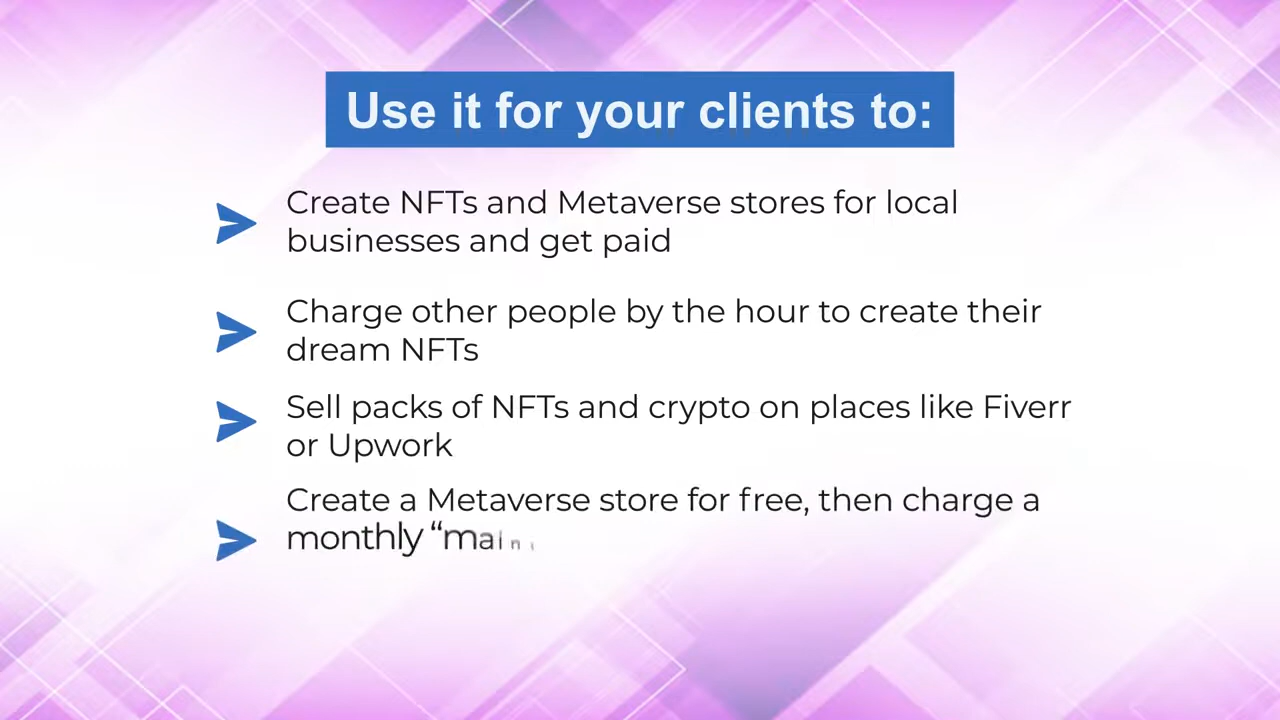 Use it for your clients to:
Create NFTs and Metaverse stores for local
businesses and get paid
Charge other people by the hour to create their
dream NFTs
Sell packs of NFTs and crypto on places like Fiverr
or Upwork
Create a Metaverse store for free, then charge a
monthly